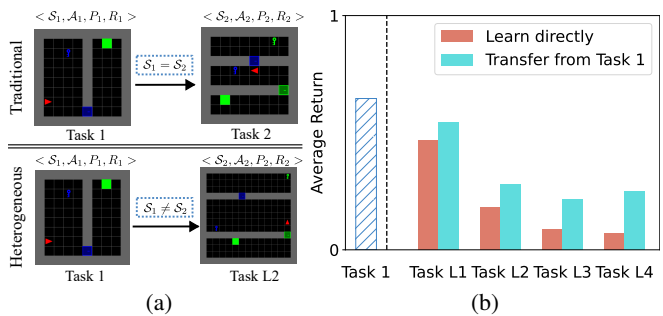 Traditional
< S₁, A₁, P₁, R₁ >
< S₂, A₂, P₂, R₂ >
S₁ = S₂
Task 1
Task 2
Heterogeneous
< S₁, A₁, P₁, R₁ >
< S₂, A₂, P₂, R₂ >
S₁ ≠ S₂
Task 1
Task L2
(a)
Average Return
1
0
Learn directly
Transfer from Task 1
Task 1 Task L1 Task L2 Task L3 Task L4
(b)